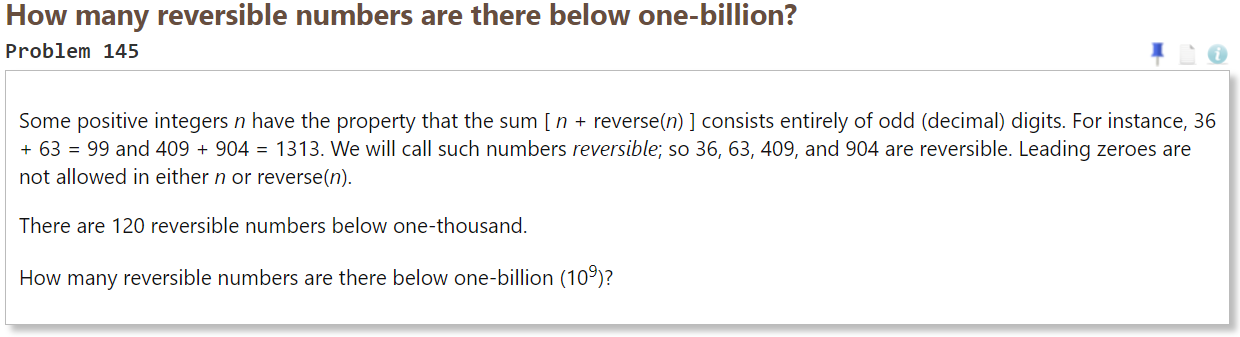 How many reversible numbers are there below one-billion?
Problem 145
Some positive integers n have the property that the sum [ n + reverse(n) ] consists entirely of odd (decimal) digits. For instance, 36
+ 63 = 99 and 409 + 904 = 1313. We will call such numbers reversible; so 36, 63, 409, and 904 are reversible. Leading zeroes are
not allowed in either n or reverse(n).
There are 120 reversible numbers below one-thousand.
How many reversible numbers are there below one-billion (10⁹)?